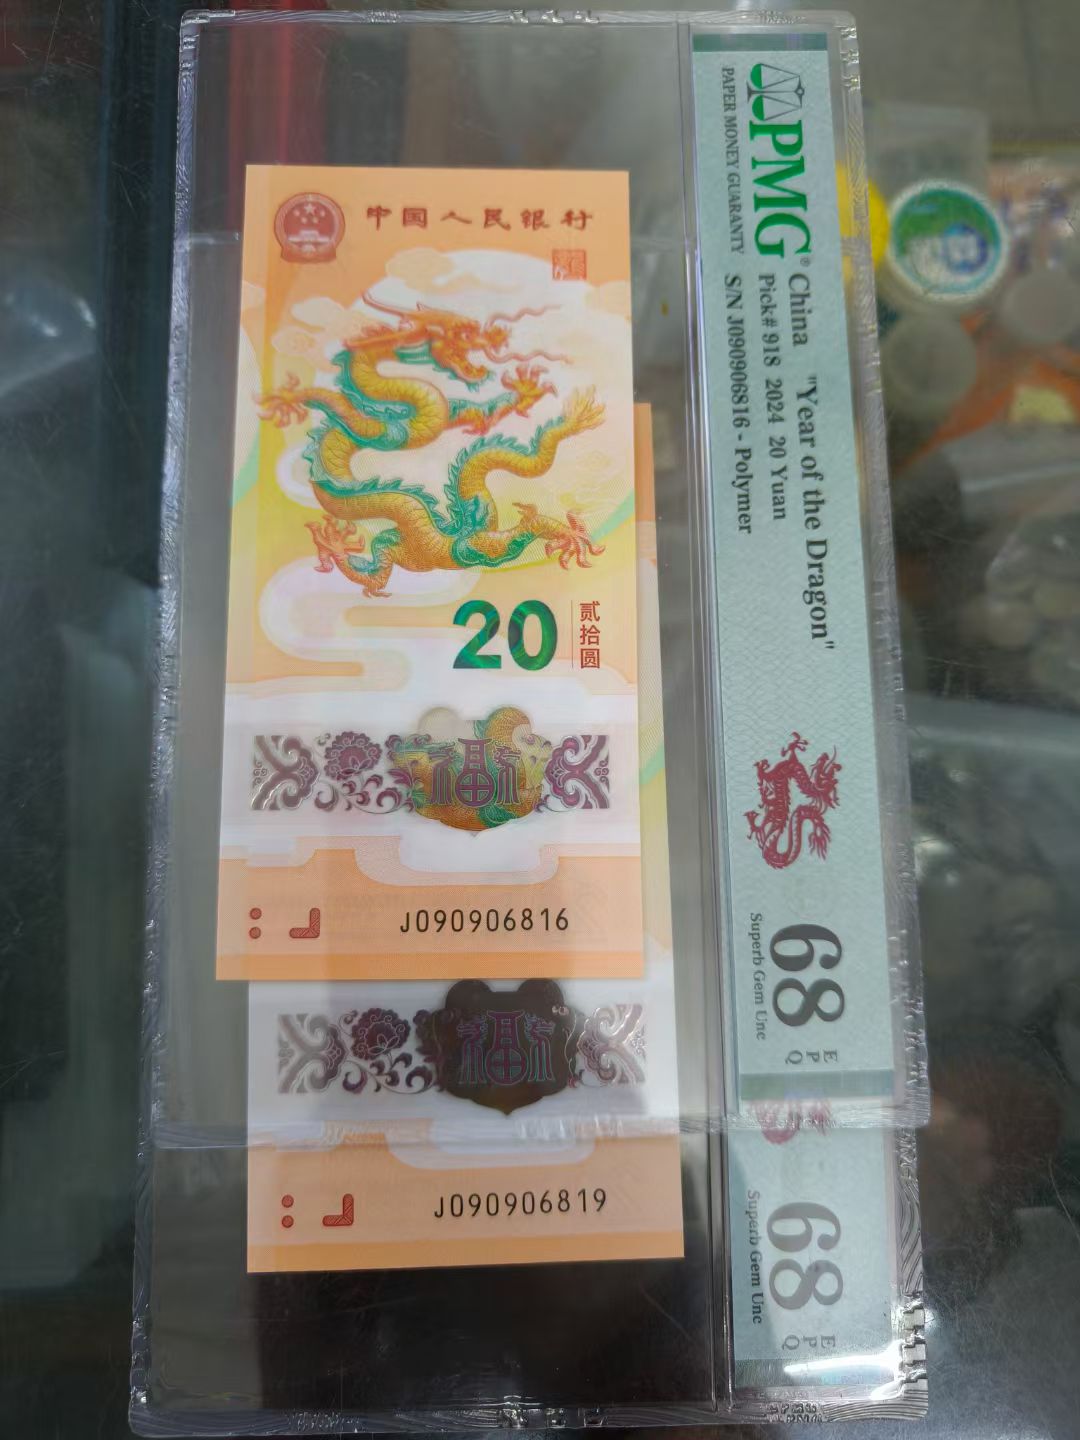 中国人民银行
20
贰拾圆
福
J090906816
福
J090906819
PMG®
PAPER MONEY GUARANTY
China "Year of the Dragon"
Pick# 918 2024 20 Yuan
S/N J090906816 - Polymer
68
EPQ
Superb Gem Unc
68
EPQ
Superb Gem Unc